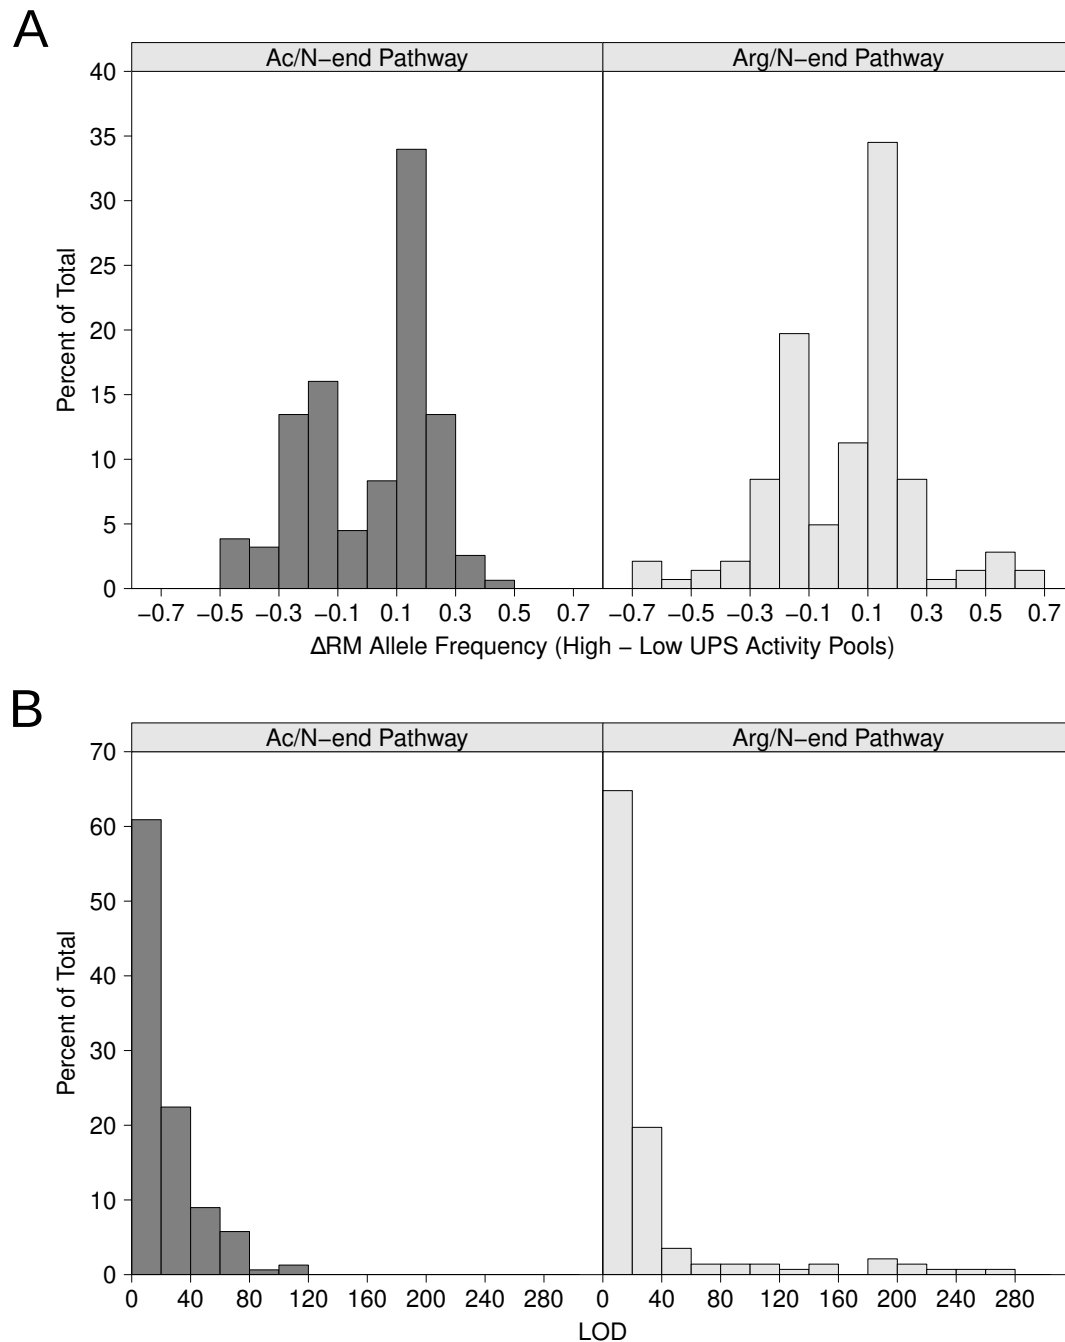 A
Ac/N−end Pathway Arg/N−end Pathway
40
35
30
25
20
15
10
5
0
Percent of Total
−0.7 −0.5 −0.3 −0.1 0.1 0.3 0.5 0.7 −0.7 −0.5 −0.3 −0.1 0.1 0.3 0.5 0.7
ΔRM Allele Frequency (High − Low UPS Activity Pools)
B
Ac/N−end Pathway Arg/N−end Pathway
70
60
50
40
30
20
10
0
Percent of Total
0 40 80 120 160 200 240 280 0 40 80 120 160 200 240 280
LOD